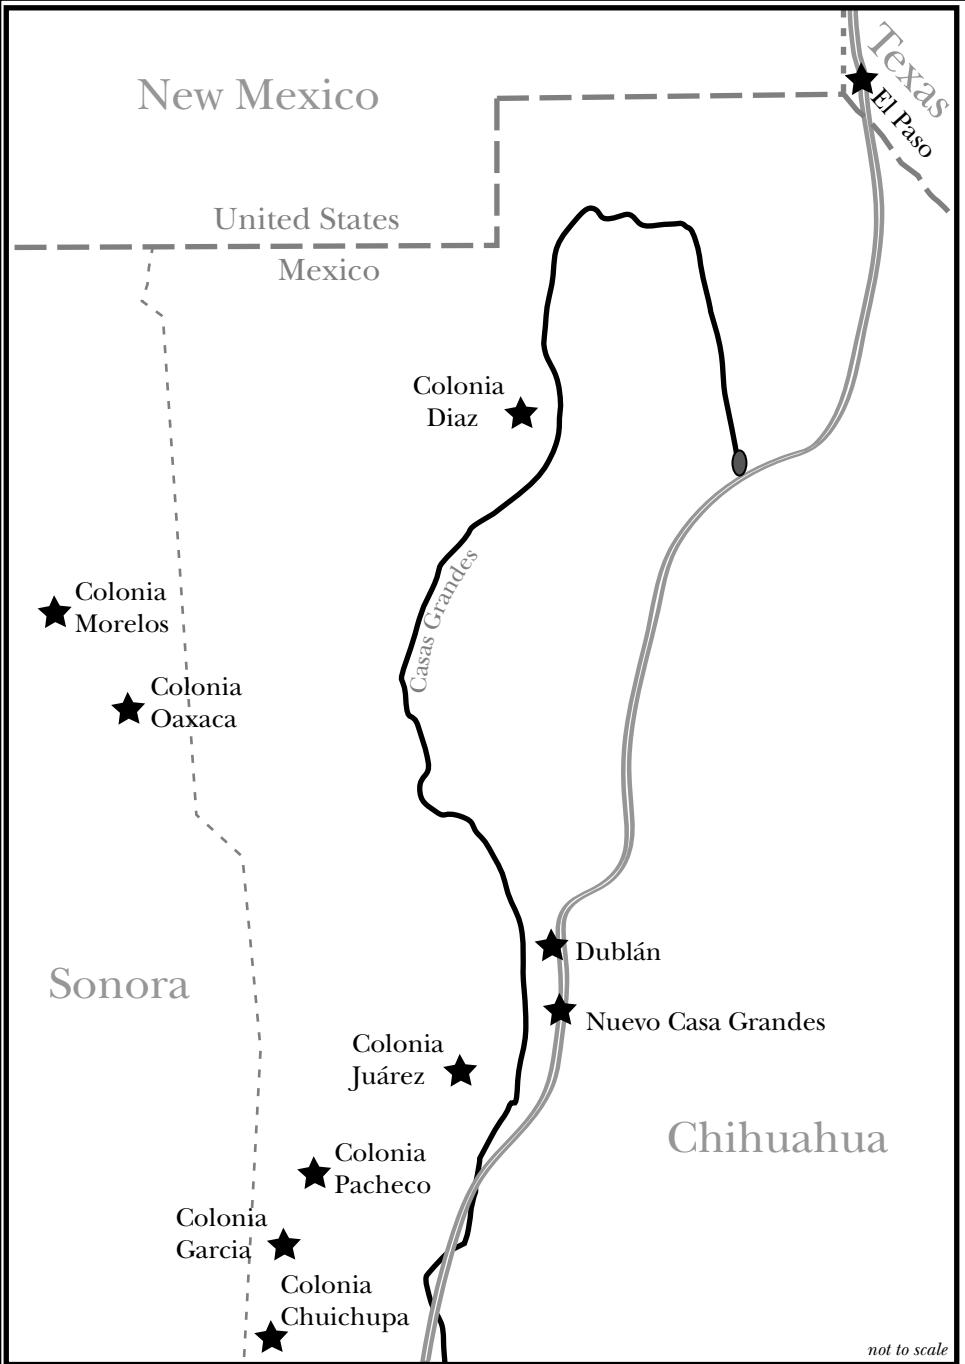 Texas
New Mexico
El Paso
United States
Mexico
Colonia
Diaz
Casas Grandes
Colonia
Morelos
Colonia
Oaxaca
Dublán
Sonora
Nuevo Casa Grandes
Colonia
Juárez
Chihuahua
Colonia
Pacheco
Colonia
Garcia
Colonia
Chuichupa
not to scale